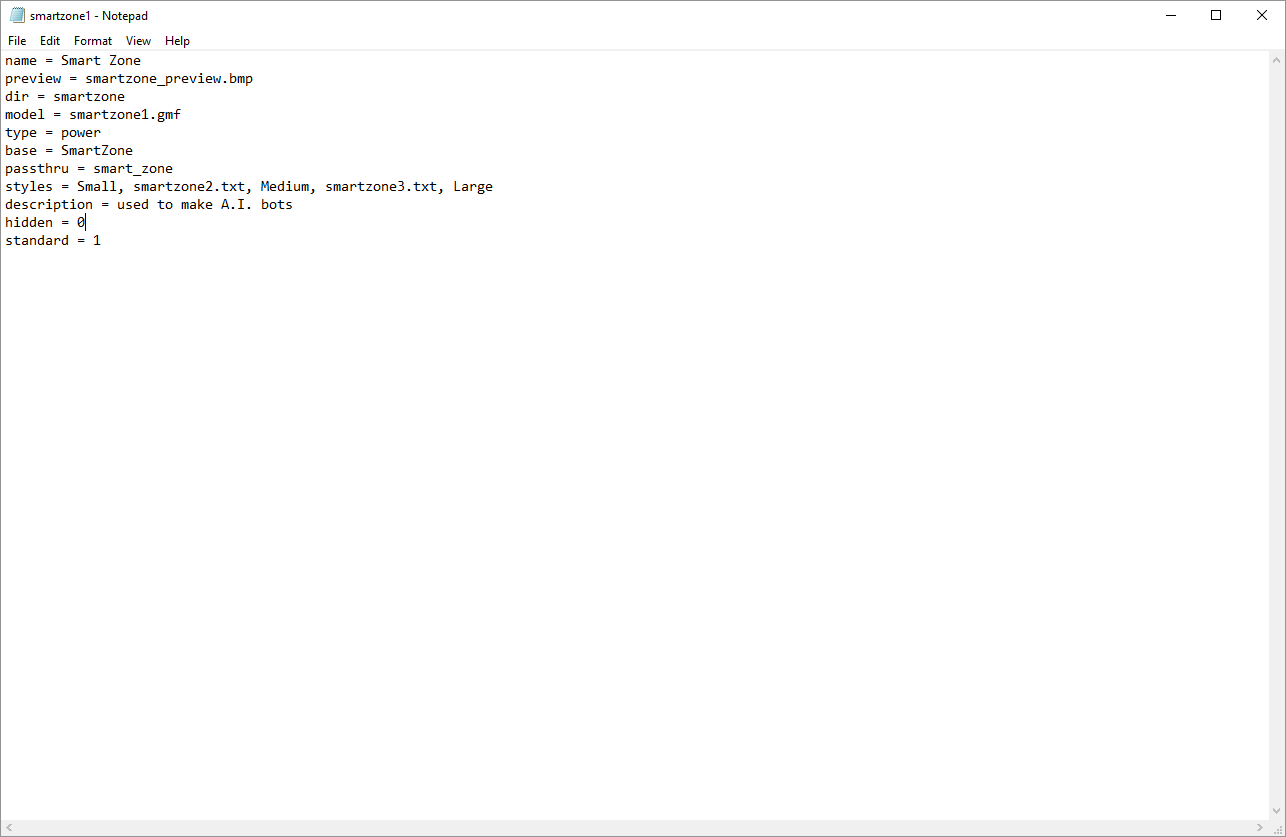 smartzone1 - Notepad
File Edit Format View Help
name = Smart Zone
preview = smartzone_preview.bmp
dir = smartzone
model = smartzone1.gmf
type = power
base = SmartZone
passthru = smart_zone
styles = Small, smartzone2.txt, Medium, smartzone3.txt, Large
description = used to make A.I. bots
hidden = 0
standard = 1